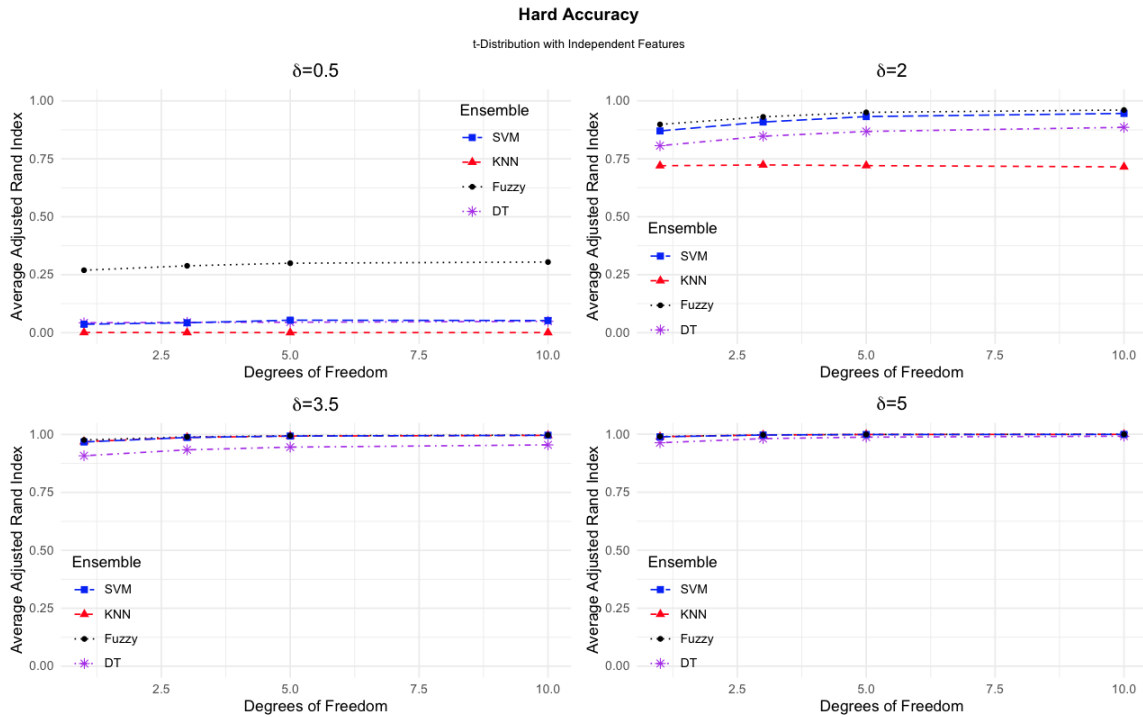 Hard Accuracy
t-Distribution with Independent Features
δ=0.5
Average Adjusted Rand Index
1.00
0.75
0.50
0.25
0.00
2.5
5.0
7.5
10.0
Degrees of Freedom
Ensemble
SVM
KNN
Fuzzy
DT
δ=2
Average Adjusted Rand Index
1.00
0.75
0.50
0.25
0.00
Ensemble
SVM
KNN
Fuzzy
DT
2.5
5.0
7.5
10.0
Degrees of Freedom
δ=3.5
Average Adjusted Rand Index
1.00
0.75
0.50
0.25
0.00
Ensemble
SVM
KNN
Fuzzy
DT
2.5
5.0
7.5
10.0
Degrees of Freedom
δ=5
Average Adjusted Rand Index
1.00
0.75
0.50
0.25
0.00
Ensemble
SVM
KNN
Fuzzy
DT
2.5
5.0
7.5
10.0
Degrees of Freedom